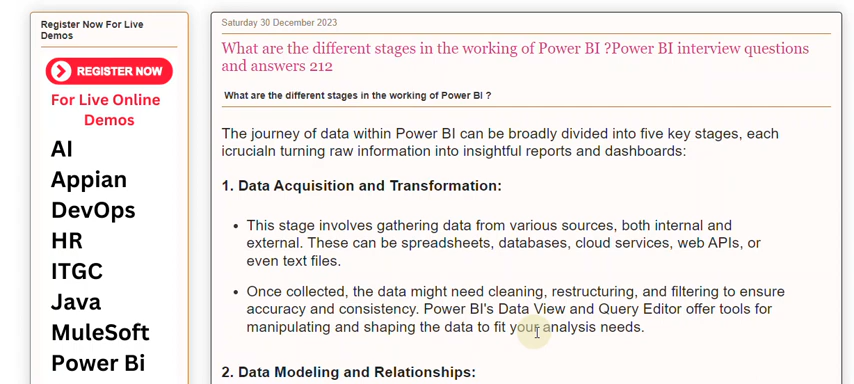 Register Now For Live
Demos
REGISTER NOW
For Live Online
Demos
AI
Appian
DevOps
HR
ITGC
Java
MuleSoft
Power Bi
Saturday 30 December 2023
What are the different stages in the working of Power BI ?Power BI interview questions
and answers 212
What are the different stages in the working of Power BI ?
The journey of data within Power BI can be broadly divided into five key stages, each
icrucialn turning raw information into insightful reports and dashboards:
1. Data Acquisition and Transformation:
• This stage involves gathering data from various sources, both internal and
external. These can be spreadsheets, databases, cloud services, web APIs, or
even text files.
• Once collected, the data might need cleaning, restructuring, and filtering to ensure
accuracy and consistency. Power BI's Data View and Query Editor offer tools for
manipulating and shaping the data to fit your analysis needs.
2. Data Modeling and Relationships: